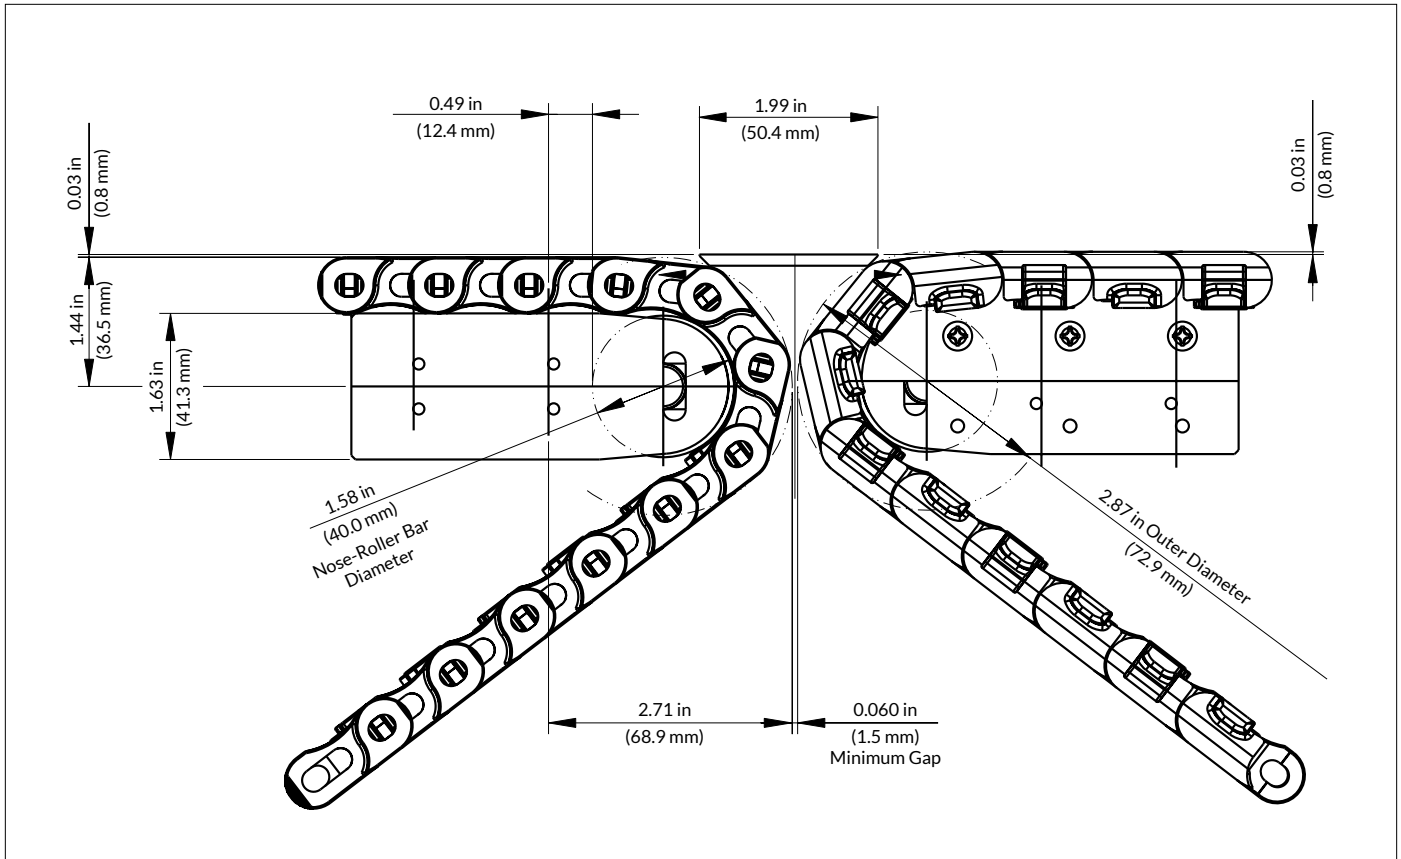 0.49 in
(12.4 mm)
1.99 in
(50.4 mm)
0.03 in
(0.8 mm)
0.03 in
(0.8 mm)
1.44 in
(36.5 mm)
1.63 in
(41.3 mm)
1.58 in
(40.0 mm)
Nose-Roller Bar
Diameter
2.87 in Outer Diameter
(72.9 mm)
2.71 in
(68.9 mm)
0.060 in
(1.5 mm)
Minimum Gap